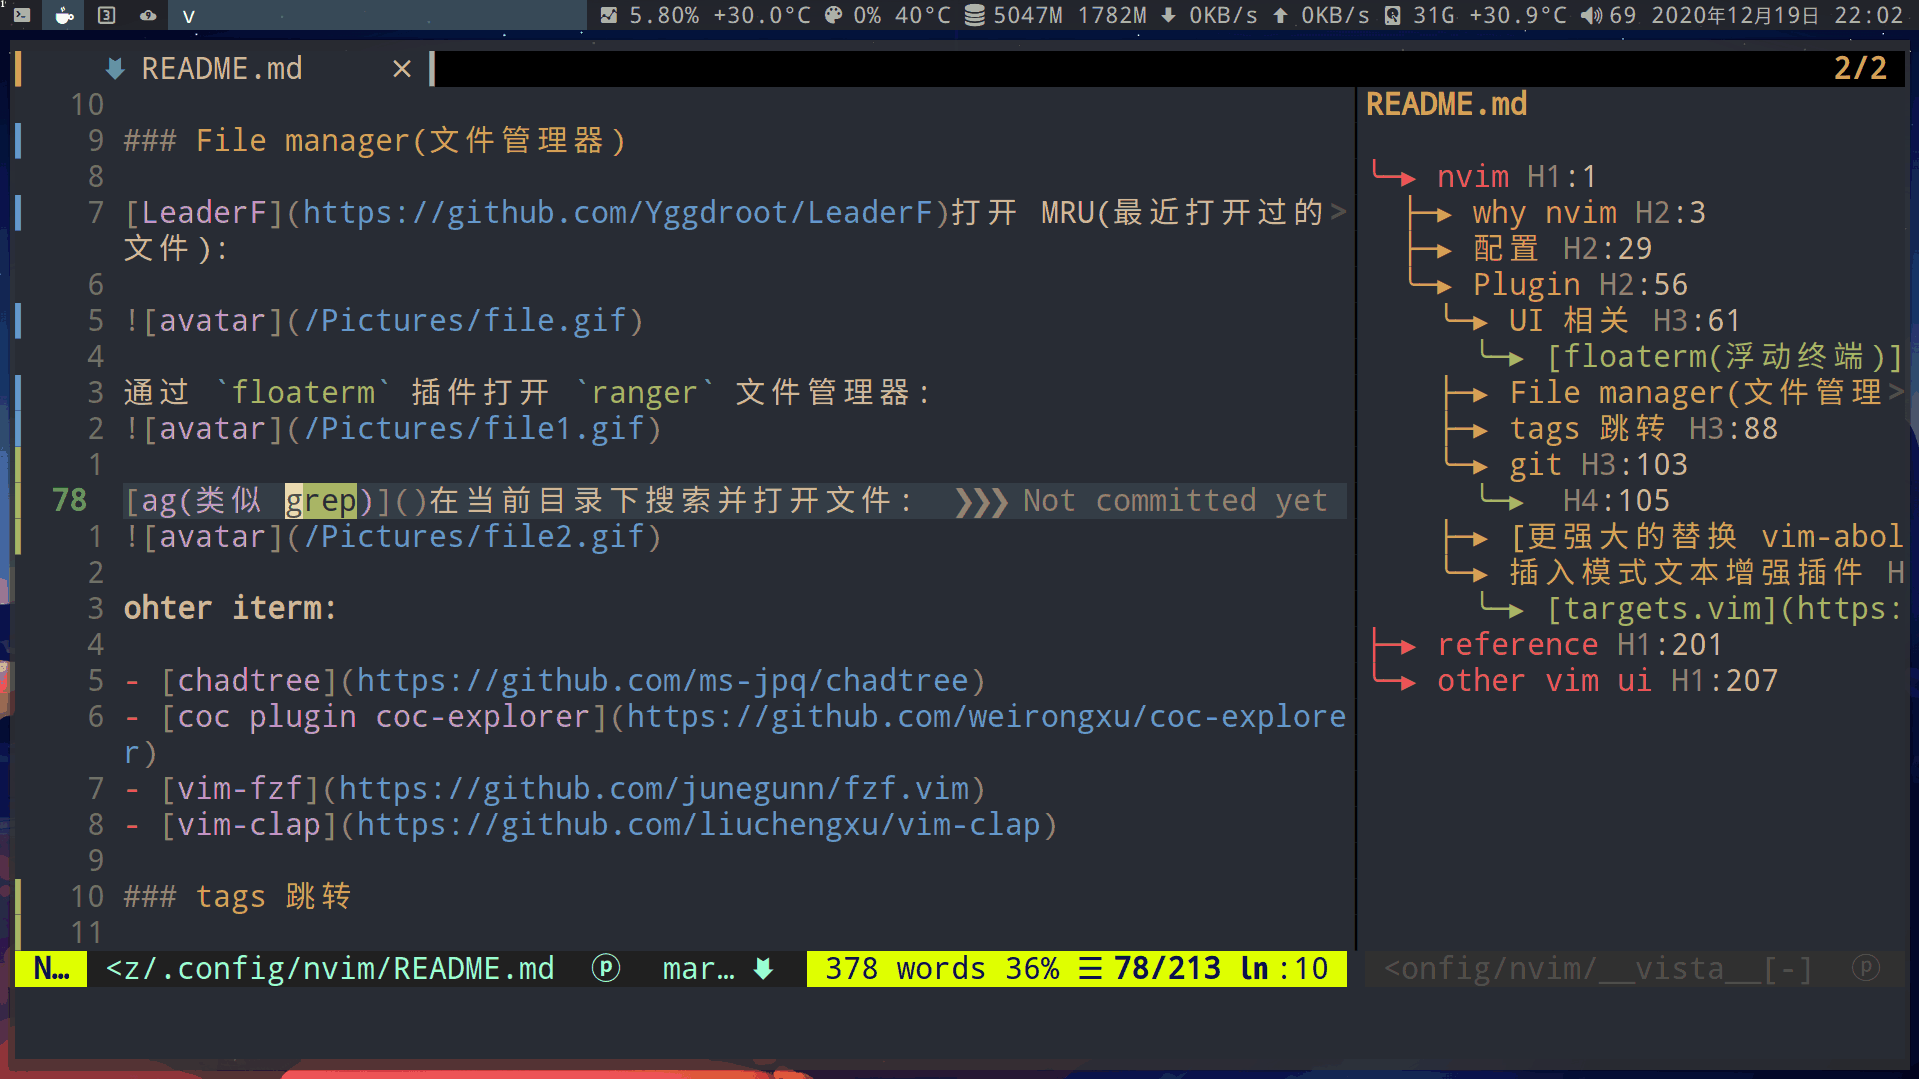 V 5.80% +30.0°C 0% 40°C 5047M 1782M 0KB/s 0KB/s 31G +30.9°C 69 2020年12月19日 22:02
README.md × 2/2
10
9 ### File manager(文件管理器)
8
7 [LeaderF](https://github.com/Yggdroot/LeaderF)打开 MRU(最近打开过的>
文件):
6
5 ![avatar](/Pictures/file.gif)
4
3 通过 `floaterm` 插件打开 `ranger` 文件管理器:
2 ![avatar](/Pictures/file1.gif)
1
78 [ag(类似 grep)]()在当前目录下搜索并打开文件: ❯❯❯ Not committed yet
1 ![avatar](/Pictures/file2.gif)
2
3 ohter iterm:
4
5 - [chadtree](https://github.com/ms-jpq/chadtree)
6 - [coc plugin coc-explorer](https://github.com/weirongxu/coc-explore
r)
7 - [vim-fzf](https://github.com/junegunn/fzf.vim)
8 - [vim-clap](https://github.com/liuchengxu/vim-clap)
9
10 ### tags 跳转
11
README.md
nvim H1:1
why nvim H2:3
配置 H2:29
Plugin H2:56
UI 相关 H3:61
[floaterm(浮动终端)]
File manager(文件管理>
tags 跳转 H3:88
git H3:103
H4:105
[更强大的替换 vim-abol
插入模式文本增强插件 H
[targets.vim](https:
reference H1:201
other vim ui H1:207
N… <z/.config/nvim/README.md ⓟ mar… 378 words 36% ☰ 78/213 ln :10 <onfig/nvim/__vista__[-] ⓟ